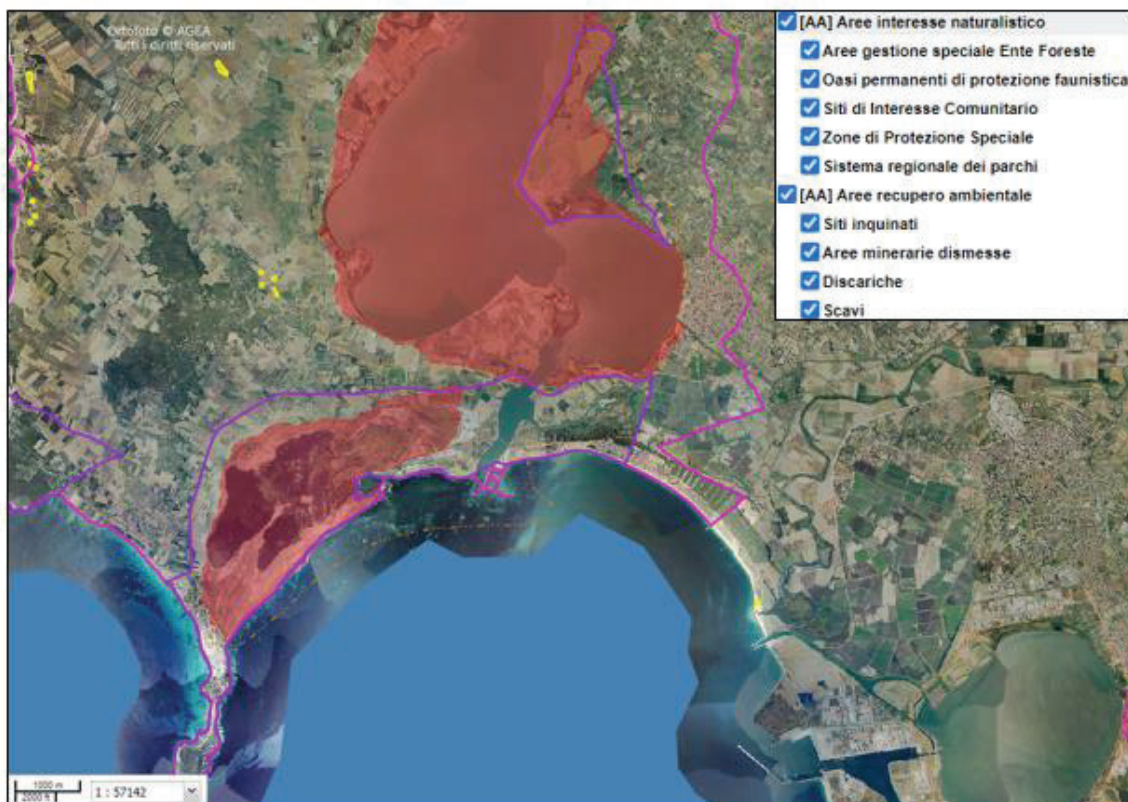 Ortofoto © AGEA
Tutti i diritti riservati
[AA] Aree interesse naturalistico
Aree gestione speciale Ente Foreste
Oasi permanenti di protezione faunistica
Siti di Interesse Comunitario
Zone di Protezione Speciale
Sistema regionale dei parchi
[AA] Aree recupero ambientale
Siti inquinati
Aree minerarie dismesse
Discariche
Scavi
1000 m
2000 ft
1 : 57142